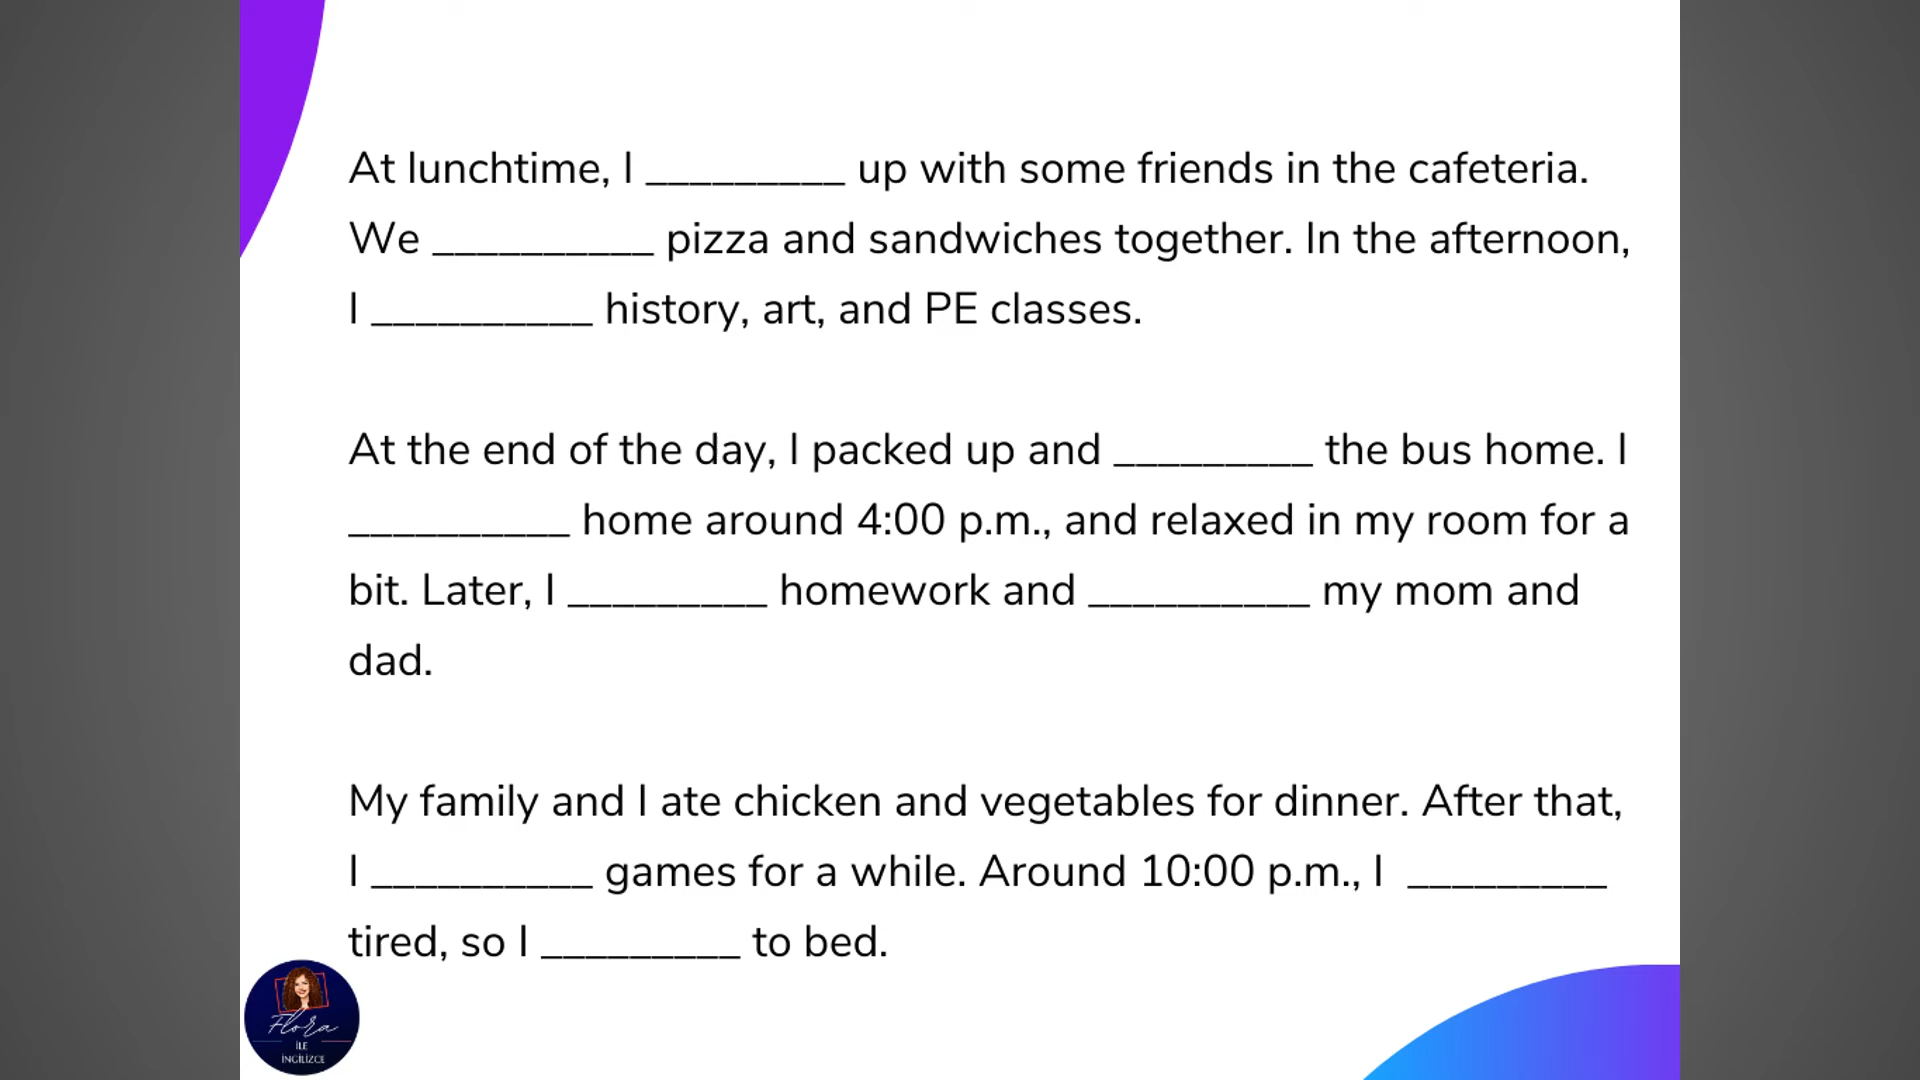 At lunchtime, I _________ up with some friends in the cafeteria.
We __________ pizza and sandwiches together. In the afternoon,
I __________ history, art, and PE classes.
At the end of the day, I packed up and _________ the bus home. I
__________ home around 4:00 p.m., and relaxed in my room for a
bit. Later, I _________ homework and __________ my mom and
dad.
My family and I ate chicken and vegetables for dinner. After that,
I __________ games for a while. Around 10:00 p.m., I _________
tired, so I _________ to bed.
Flora
İLE
İNGİLİZCE